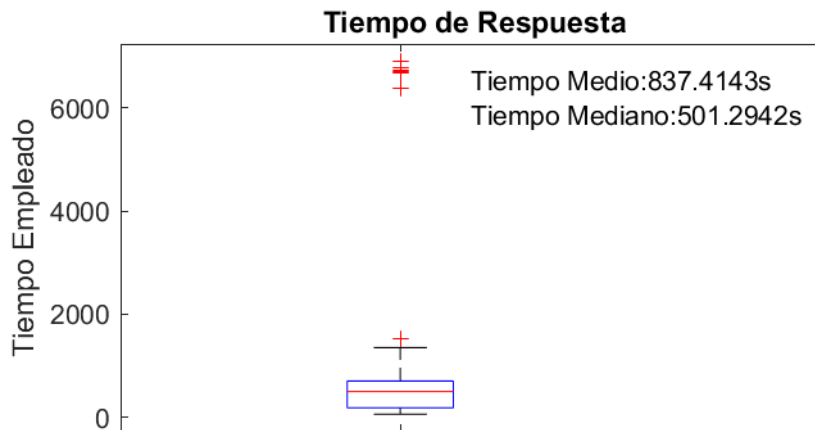 Tiempo de Respuesta
Tiempo Medio:837.4143s
Tiempo Mediano:501.2942s
Tiempo Empleado
6000
4000
2000
0